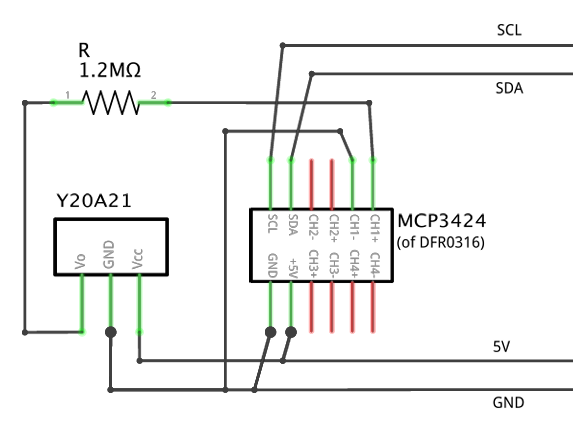 SCL
R
1.2MΩ
SDA
1
2
Y20A21
Vo
GND
Vcc
SCL
SDA
CH2-
CH2+
CH1-
CH1+
MCP3424
(of DFR0316)
GND
+5V
CH3+
CH3-
CH4+
CH4-
5V
GND